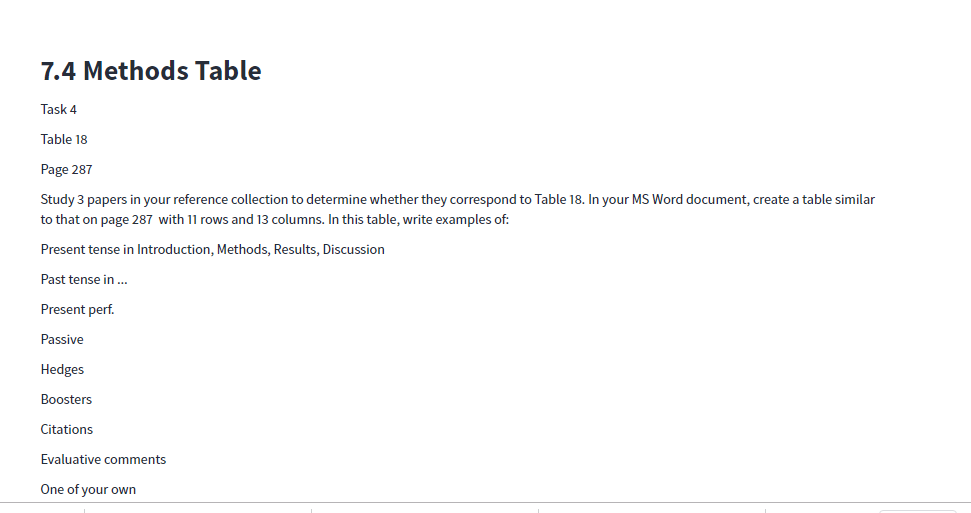 7.4 Methods Table
Task 4
Table 18
Page 287
Study 3 papers in your reference collection to determine whether they correspond to Table 18. In your MS Word document, create a table similar
to that on page 287  with 11 rows and 13 columns. In this table, write examples of:
Present tense in Introduction, Methods, Results, Discussion
Past tense in ...
Present perf.
Passive
Hedges
Boosters
Citations
Evaluative comments
One of your own